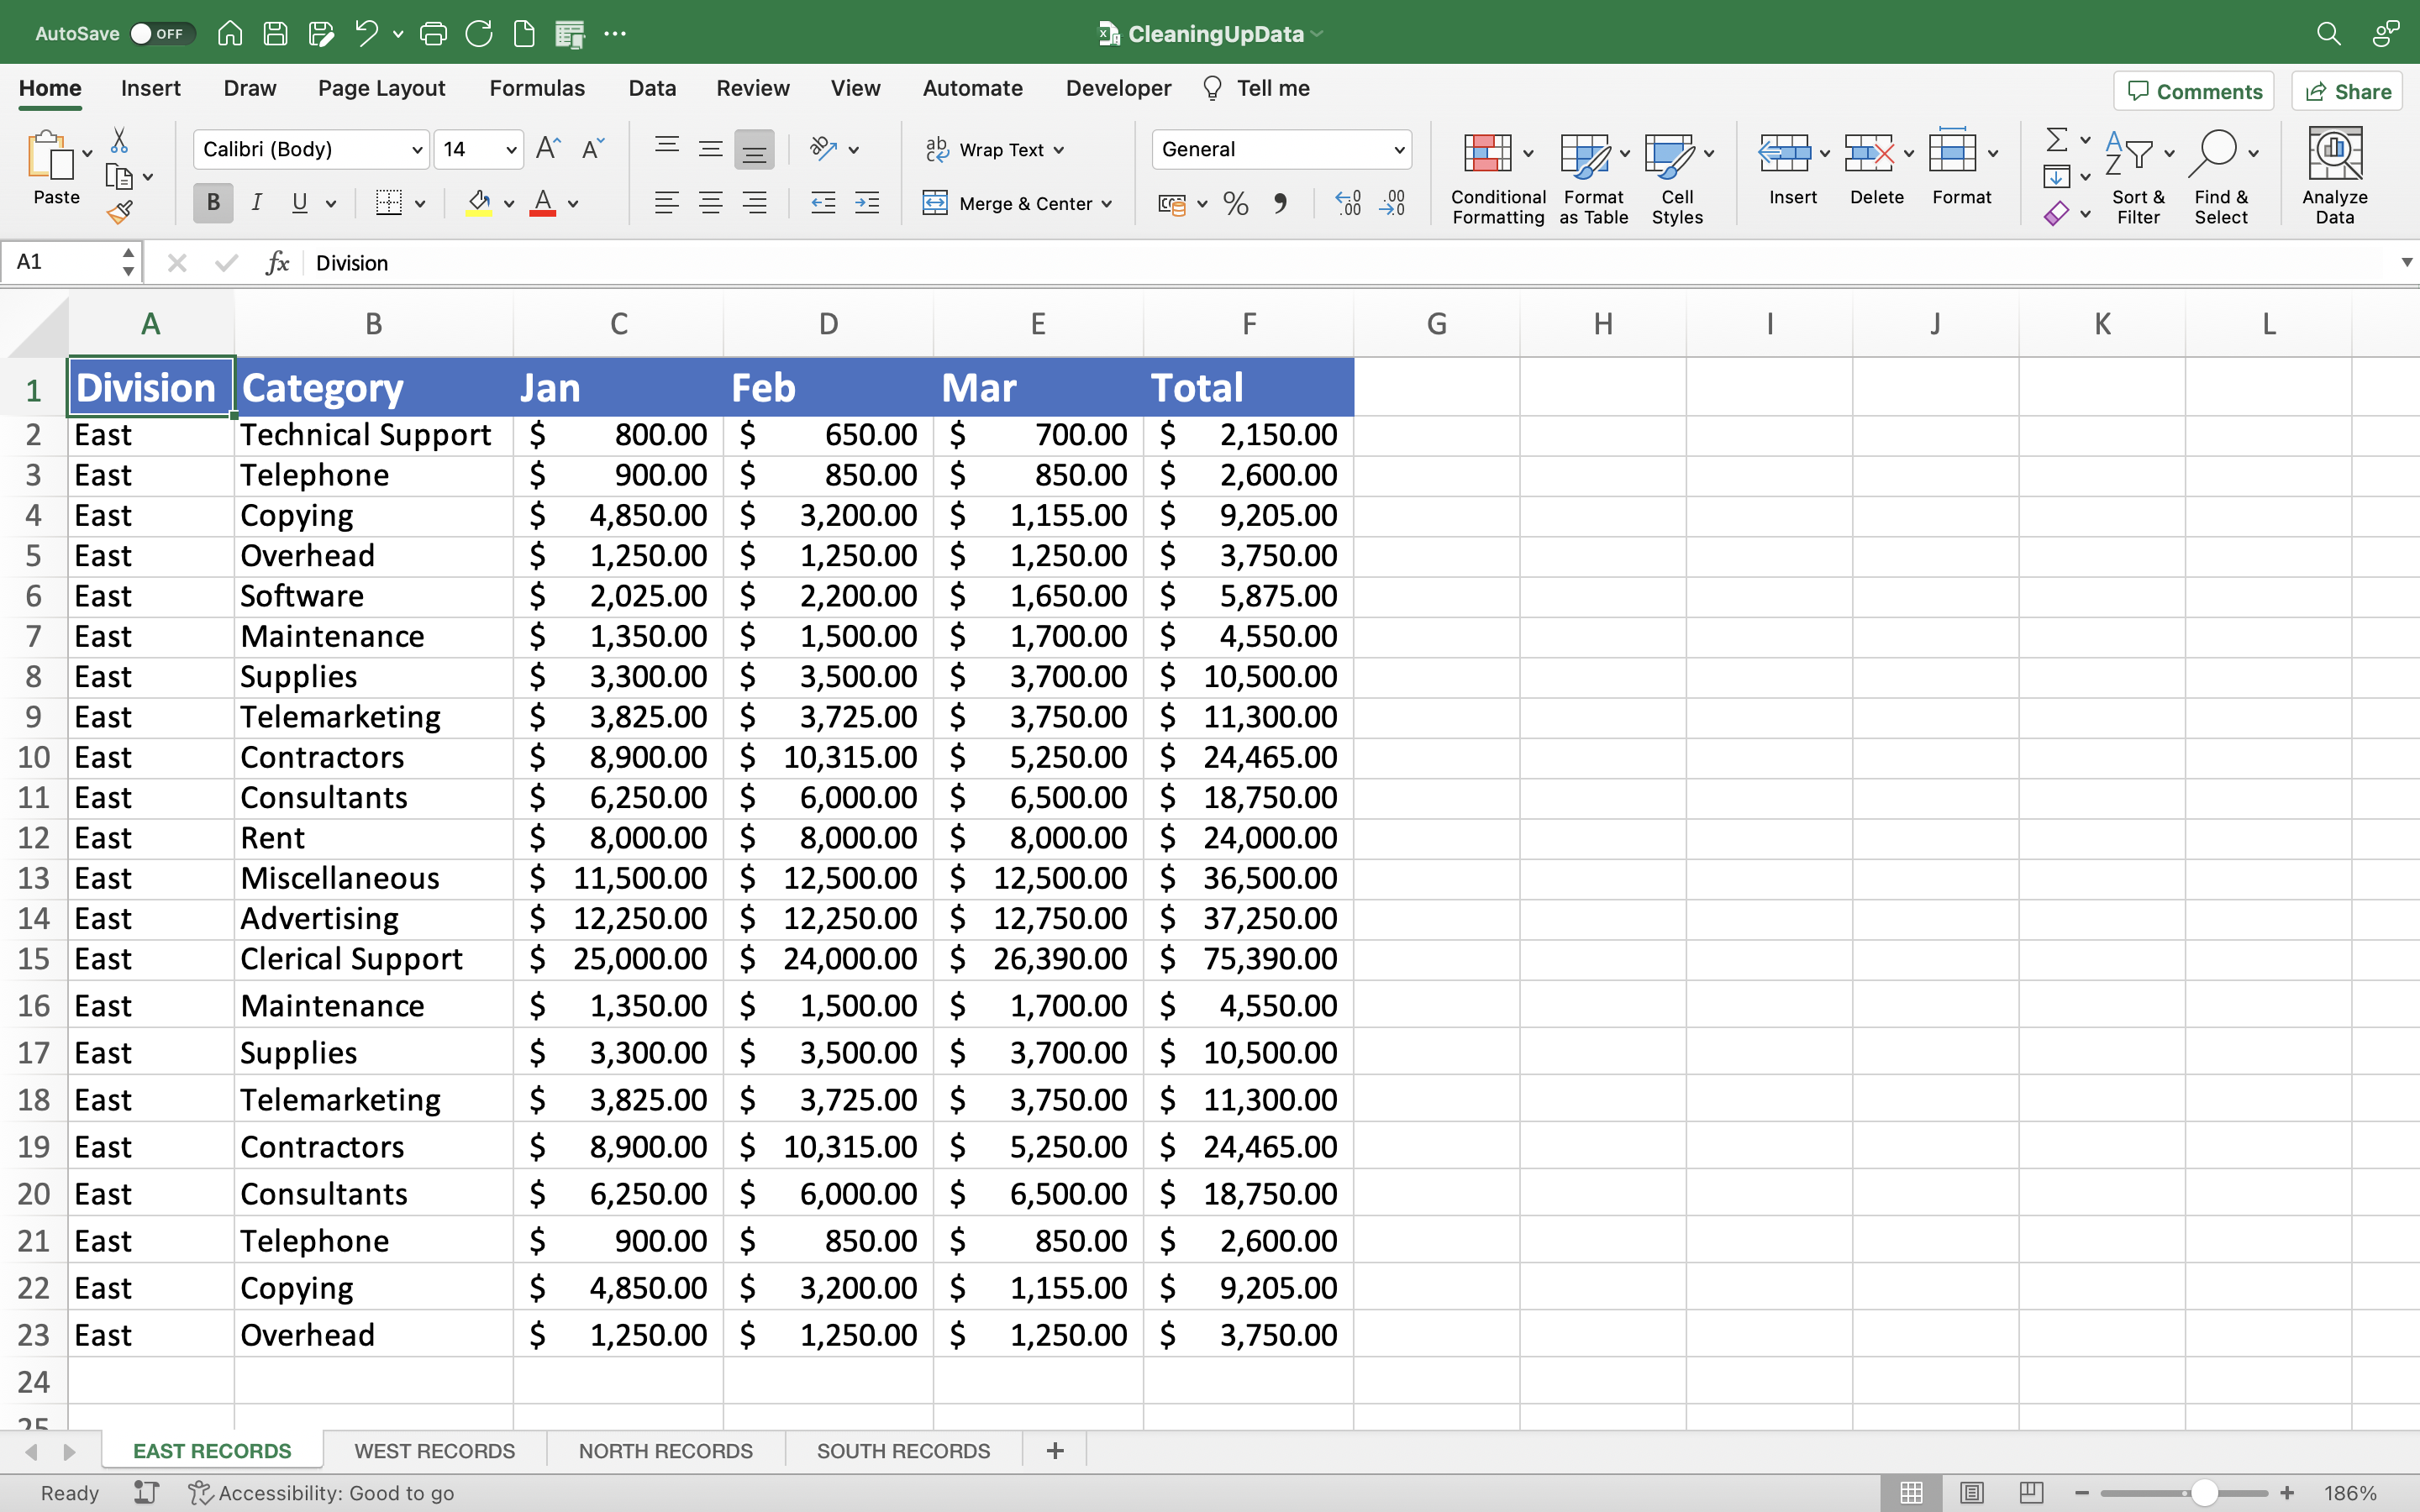 AutoSave OFF CleaningUpData
Home Insert Draw Page Layout Formulas Data Review View Automate Developer Tell me Comments Share
Paste Calibri (Body) 14 Wrap Text General Conditional Formatting Format as Table Cell Styles Insert Delete Format Sort & Filter Find & Select Analyze Data
B I U Merge & Center
A1 fx Division
A B C D E F G H I J K L
1 Division Category Jan Feb Mar Total
2 East Technical Support $ 800.00 $ 650.00 $ 700.00 $ 2,150.00
3 East Telephone $ 900.00 $ 850.00 $ 850.00 $ 2,600.00
4 East Copying $ 4,850.00 $ 3,200.00 $ 1,155.00 $ 9,205.00
5 East Overhead $ 1,250.00 $ 1,250.00 $ 1,250.00 $ 3,750.00
6 East Software $ 2,025.00 $ 2,200.00 $ 1,650.00 $ 5,875.00
7 East Maintenance $ 1,350.00 $ 1,500.00 $ 1,700.00 $ 4,550.00
8 East Supplies $ 3,300.00 $ 3,500.00 $ 3,700.00 $ 10,500.00
9 East Telemarketing $ 3,825.00 $ 3,725.00 $ 3,750.00 $ 11,300.00
10 East Contractors $ 8,900.00 $ 10,315.00 $ 5,250.00 $ 24,465.00
11 East Consultants $ 6,250.00 $ 6,000.00 $ 6,500.00 $ 18,750.00
12 East Rent $ 8,000.00 $ 8,000.00 $ 8,000.00 $ 24,000.00
13 East Miscellaneous $ 11,500.00 $ 12,500.00 $ 12,500.00 $ 36,500.00
14 East Advertising $ 12,250.00 $ 12,250.00 $ 12,750.00 $ 37,250.00
15 East Clerical Support $ 25,000.00 $ 24,000.00 $ 26,390.00 $ 75,390.00
16 East Maintenance $ 1,350.00 $ 1,500.00 $ 1,700.00 $ 4,550.00
17 East Supplies $ 3,300.00 $ 3,500.00 $ 3,700.00 $ 10,500.00
18 East Telemarketing $ 3,825.00 $ 3,725.00 $ 3,750.00 $ 11,300.00
19 East Contractors $ 8,900.00 $ 10,315.00 $ 5,250.00 $ 24,465.00
20 East Consultants $ 6,250.00 $ 6,000.00 $ 6,500.00 $ 18,750.00
21 East Telephone $ 900.00 $ 850.00 $ 850.00 $ 2,600.00
22 East Copying $ 4,850.00 $ 3,200.00 $ 1,155.00 $ 9,205.00
23 East Overhead $ 1,250.00 $ 1,250.00 $ 1,250.00 $ 3,750.00
24
25
EAST RECORDS WEST RECORDS NORTH RECORDS SOUTH RECORDS +
Ready Accessibility: Good to go 186%